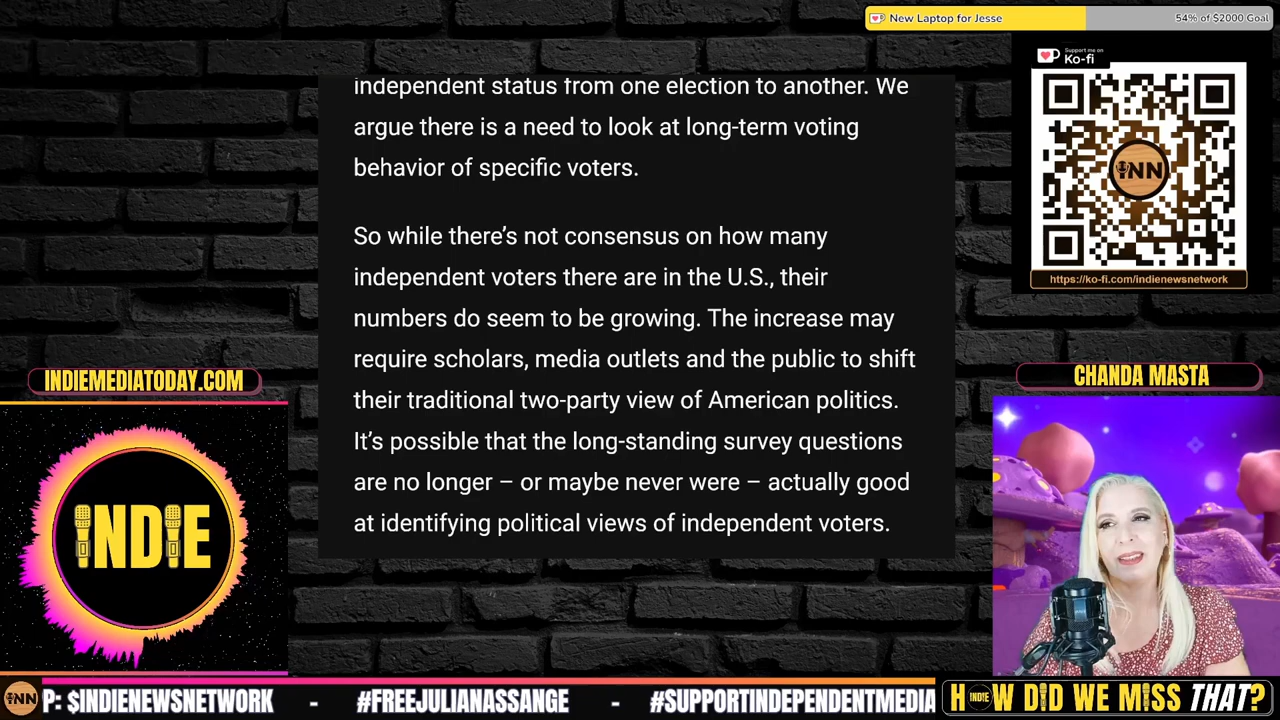 New Laptop for Jesse
54% of $2000 Goal
Support me on
Ko-fi
iNN
https://ko-fi.com/indienewsnetwork
independent status from one election to another. We
argue there is a need to look at long-term voting
behavior of specific voters.
So while there’s not consensus on how many
independent voters there are in the U.S., their
numbers do seem to be growing. The increase may
require scholars, media outlets and the public to shift
their traditional two-party view of American politics.
It’s possible that the long-standing survey questions
are no longer – or maybe never were – actually good
at identifying political views of independent voters.
INDIEMEDIATODAY.COM
INDIE
CHANDA MASTA
iNN
P: $INDIENEWSNETWORK - #FREEJULIANASSANGE - #SUPPORTINDEPENDENTMEDIA
HOW DID WE MISS THAT?
INDIE